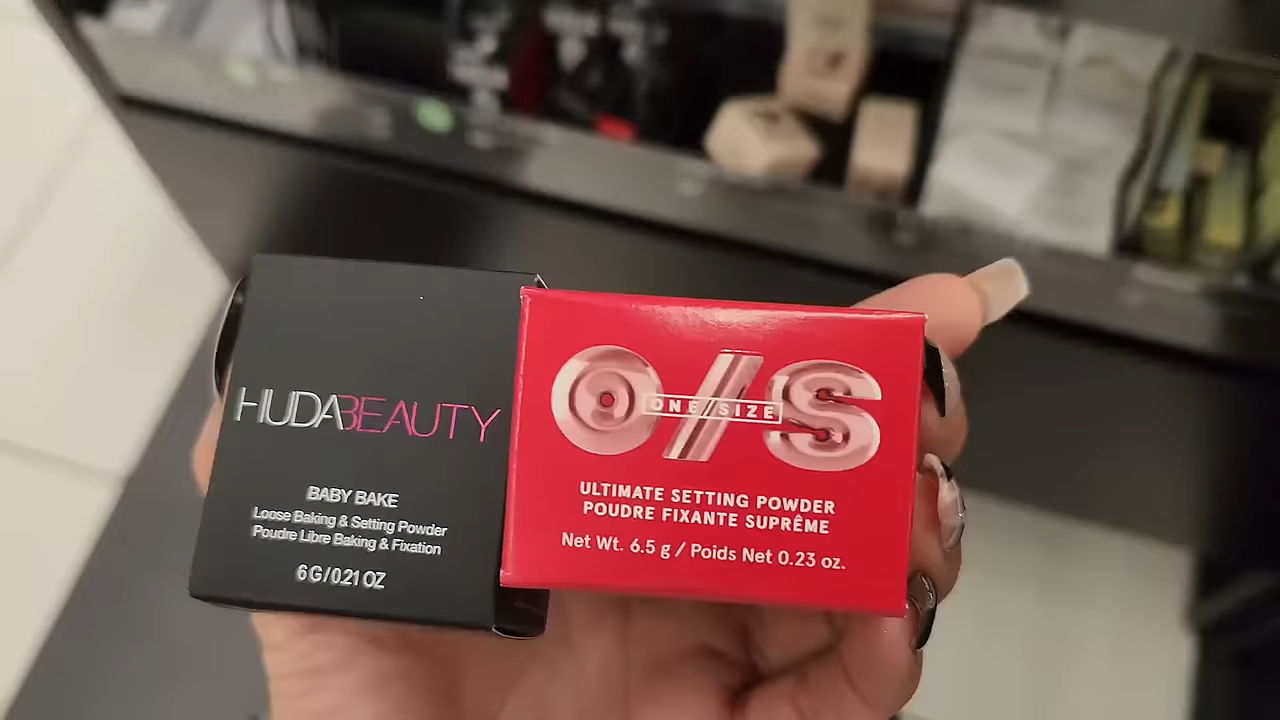 HUDABEAUTY
BABY BAKE
Loose Baking & Setting Powder
Poudre Libre Baking & Fixation
6G/0.21 OZ
O/S
ONE/SIZE
ULTIMATE SETTING POWDER
POUDRE FIXANTE SUPRÊME
Net Wt. 6.5 g / Poids Net 0.23 oz.